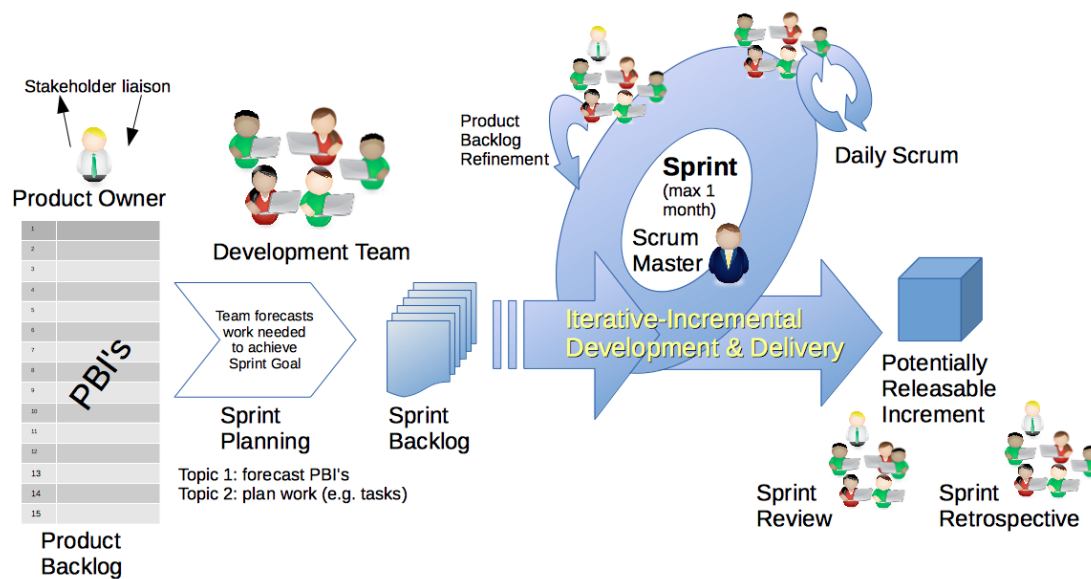 Stakeholder liaison
Product Owner
1
2
3
4
5
6
7
8
9
10
11
12
13
14
15
PBI's
Product
Backlog
Development Team
Team forecasts
work needed
to achieve
Sprint Goal
Sprint
Planning
Topic 1: forecast PBI's
Topic 2: plan work (e.g. tasks)
Sprint
Backlog
Product
Backlog
Refinement
Sprint
(max 1
month)
Scrum
Master
Daily Scrum
Iterative-Incremental
Development & Delivery
Potentially
Releasable
Increment
Sprint
Review
Sprint
Retrospective